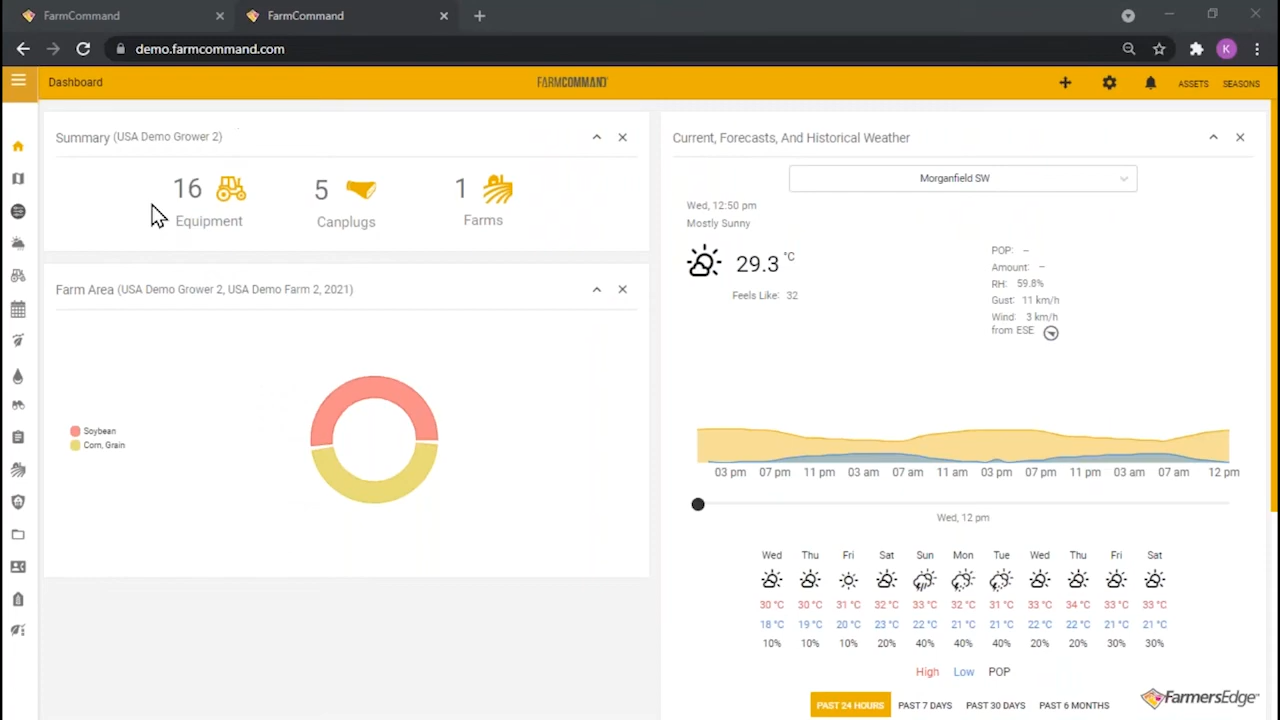 FarmCommand
FarmCommand
demo.farmcommand.com
K
Dashboard
FARMCOMMAND
ASSETS
SEASONS
Summary (USA Demo Grower 2)
16
Equipment
5
Canplugs
1
Farms
Farm Area (USA Demo Grower 2, USA Demo Farm 2, 2021)
Soybean
Corn, Grain
Current, Forecasts, And Historical Weather
Morganfield SW
Wed, 12:50 pm
Mostly Sunny
29.3 °C
Feels Like: 32
POP: –
Amount: –
RH: 59.8%
Gust: 11 km/h
Wind: 3 km/h
from ESE
03 pm 07 pm 11 pm 03 am 07 am 11 am 03 pm 07 pm 11 pm 03 am 07 am 12 pm
Wed, 12 pm
Wed Thu Fri Sat Sun Mon Tue Wed Thu Fri Sat
30 °C 30 °C 31 °C 32 °C 33 °C 32 °C 31 °C 33 °C 34 °C 33 °C 33 °C
18 °C 19 °C 20 °C 23 °C 22 °C 21 °C 21 °C 22 °C 22 °C 21 °C 21 °C
10% 10% 10% 20% 40% 40% 40% 20% 20% 30% 30%
High Low POP
PAST 24 HOURS PAST 7 DAYS PAST 30 DAYS PAST 6 MONTHS
FarmersEdge™